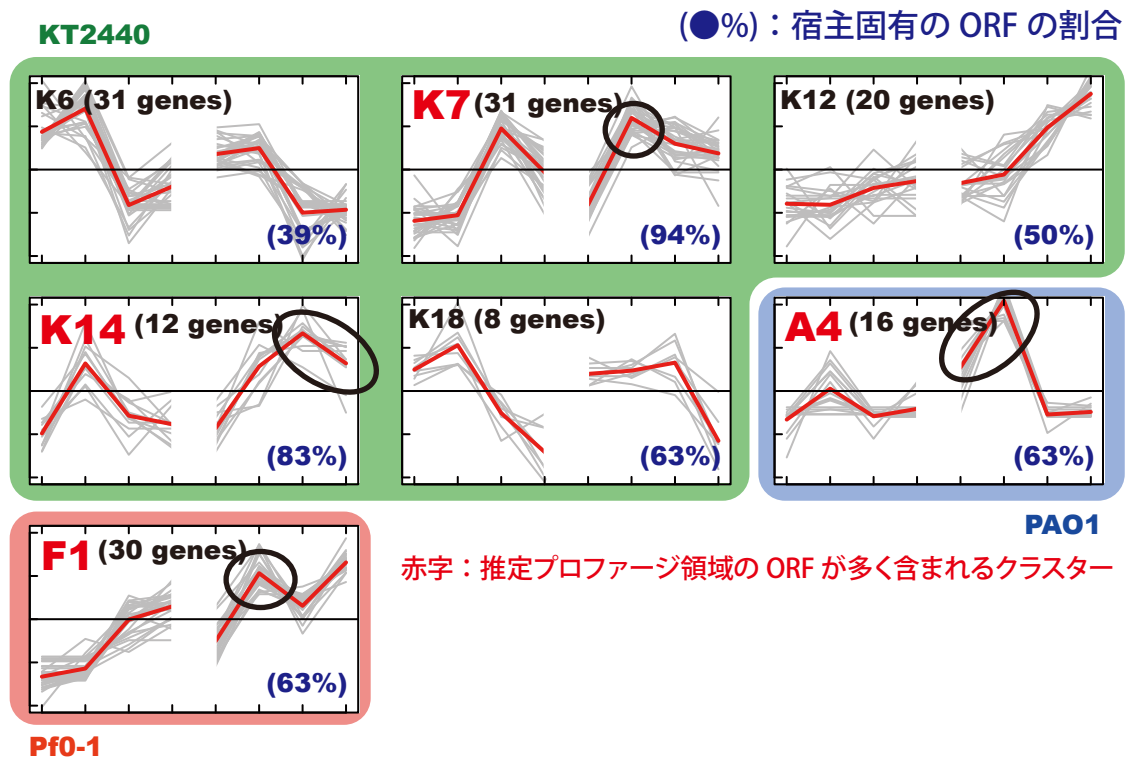 KT2440
(●%)：宿主固有の ORF の割合
K6 (31 genes)
(39%)
K7 (31 genes)
(94%)
K12 (20 genes)
(50%)
K14 (12 genes)
(83%)
K18 (8 genes)
(63%)
A4 (16 genes)
(63%)
PAO1
F1 (30 genes)
(63%)
赤字：推定プロファージ領域の ORF が多く含まれるクラスター
Pf0-1